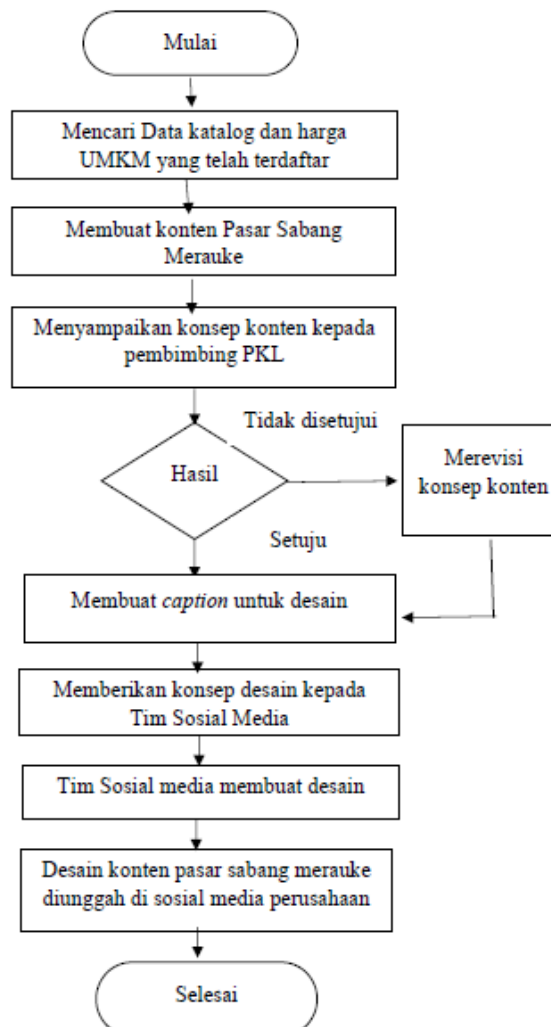 Mulai
Mencari Data katalog dan harga
UMKM yang telah terdaftar
Membuat konten Pasar Sabang
Merauke
Menyampaikan konsep konten kepada
pembimbing PKL
Tidak disetujui
Hasil
Merevisi
konsep konten
Setuju
Membuat caption untuk desain
Memberikan konsep desain kepada
Tim Sosial Media
Tim Sosial media membuat desain
Desain konten pasar sabang merauke
diunggah di sosial media perusahaan
Selesai